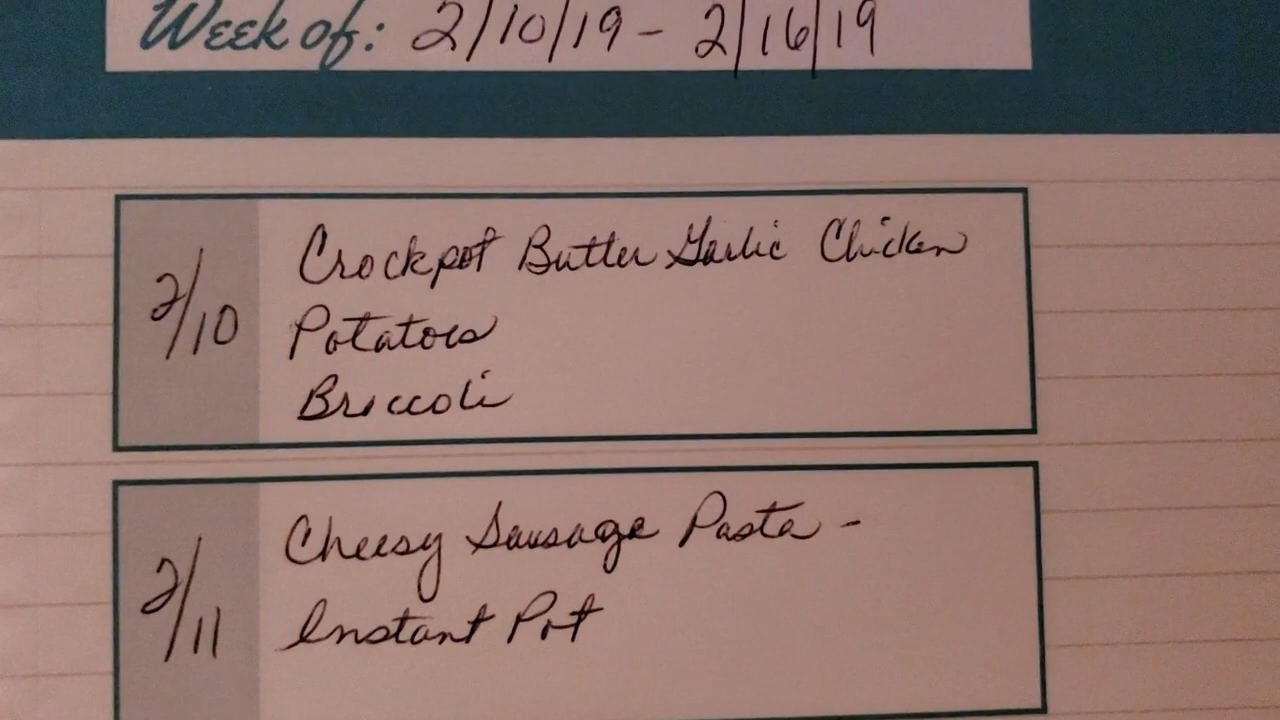 Week of: 2/10/19 - 2/16/19
2/10
Crockpot Butter Garlic Chicken
Potatoes
Broccoli
2/11
Cheesy Sausage Pasta -
Instant Pot